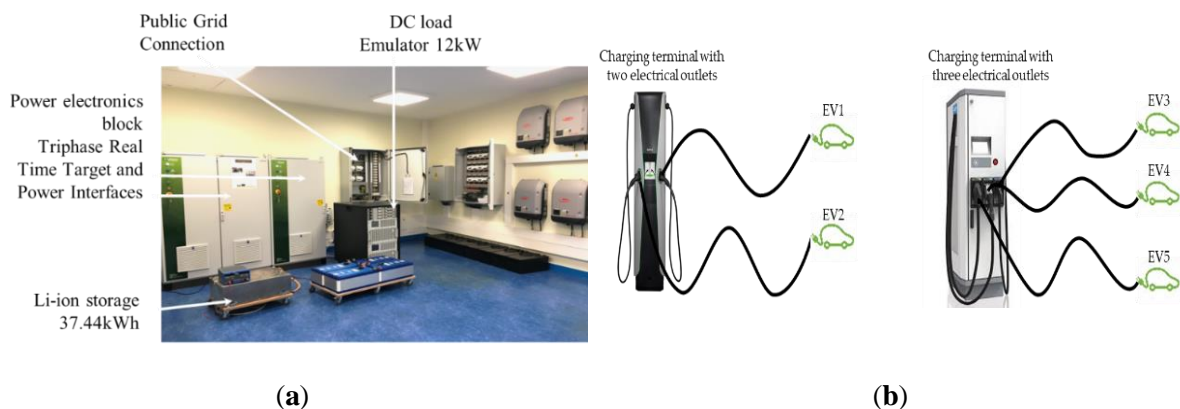 Public Grid
Connection
DC load
Emulator 12kW
Power electronics
block
Triphase Real
Time Target and
Power Interfaces
Li-ion storage
37.44kWh
(a)
Charging terminal with
two electrical outlets
EV1
EV2
Charging terminal with
three electrical outlets
EV3
EV4
EV5
(b)